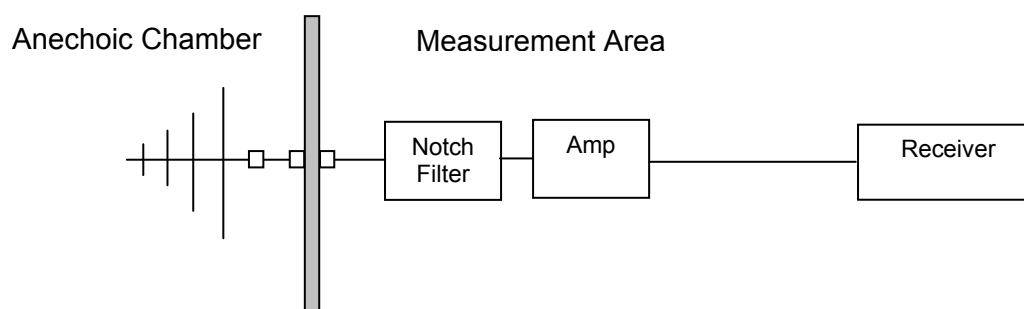 Anechoic Chamber
Measurement Area
Notch
Filter
Amp
Receiver